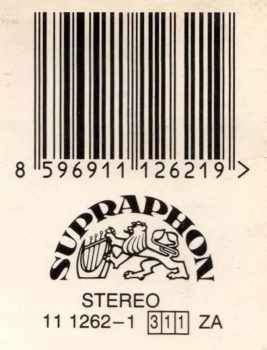 8 596911 126219 >
SUPRAPHON
STEREO
11 1262-1 311 ZA